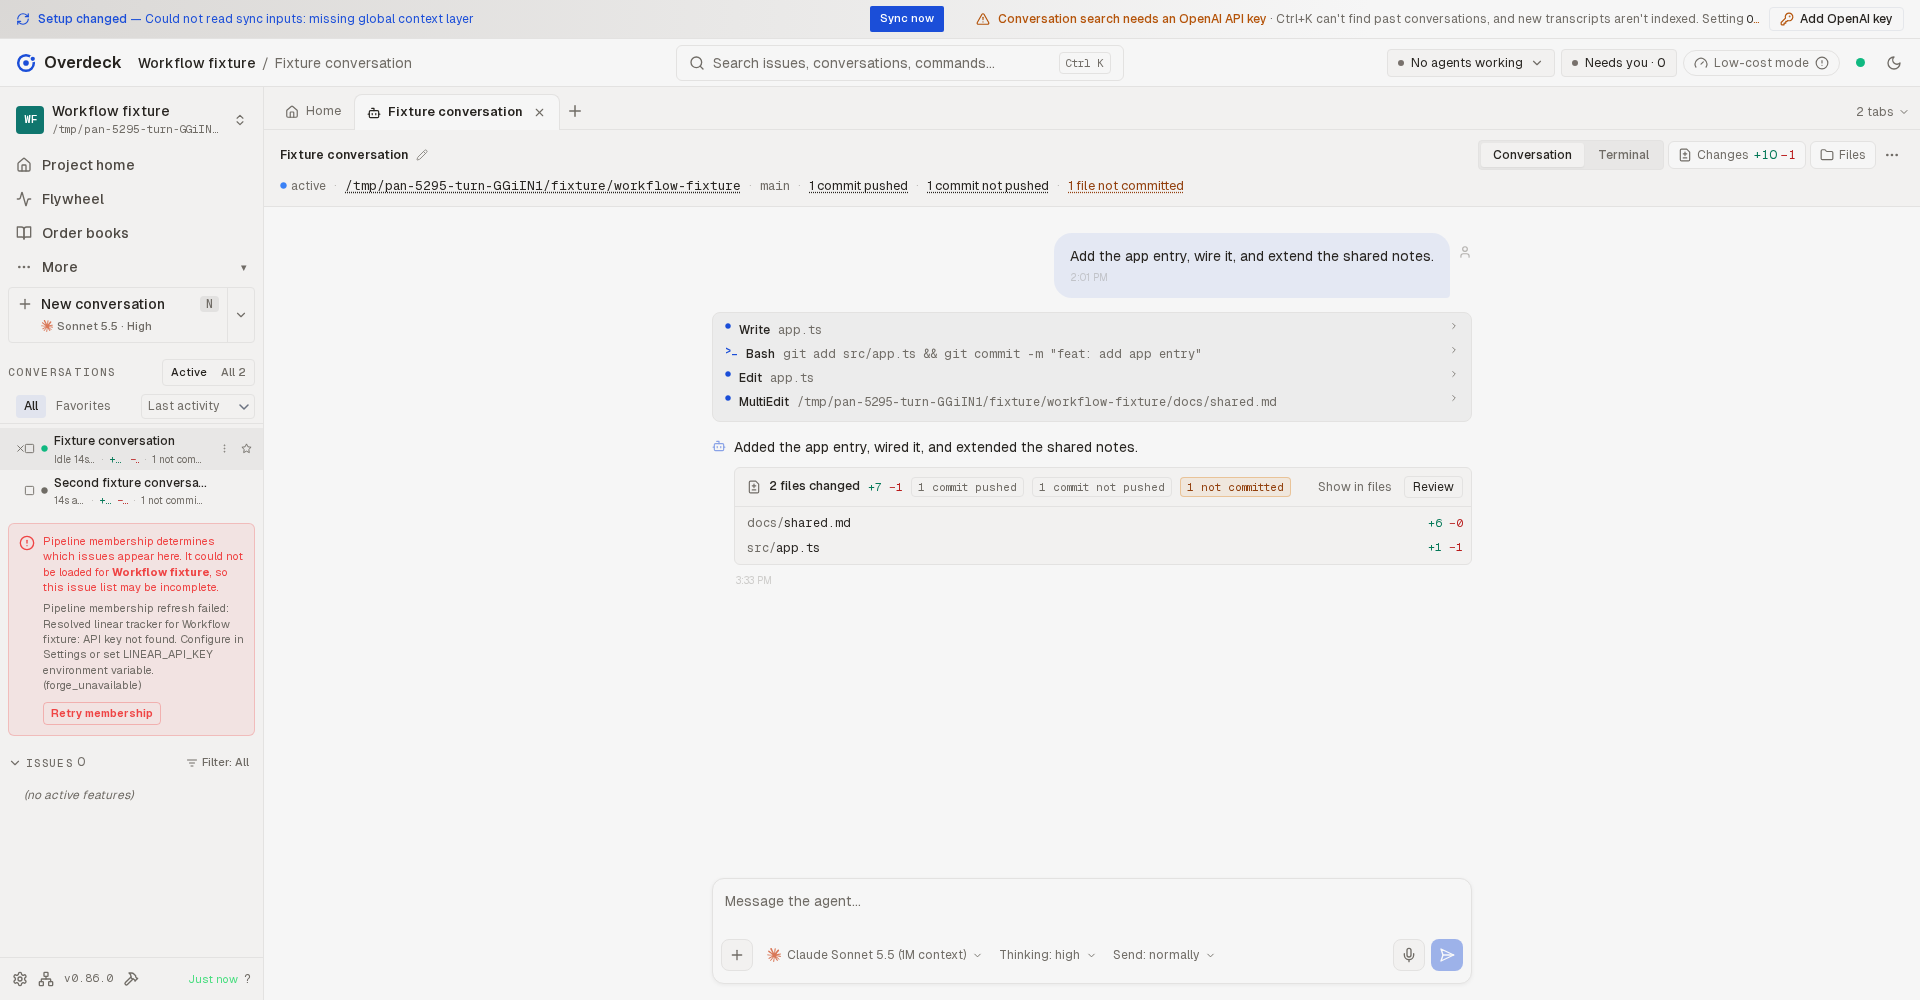 Setup changed — Could not read sync inputs: missing global context layer
Sync now
Conversation search needs an OpenAI API key · Ctrl+K can't find past conversations, and new transcripts aren't indexed. Setting o…
Add OpenAI key
Overdeck
Workflow fixture / Fixture conversation
Search issues, conversations, commands...
Ctrl K
No agents working
Needs you · 0
Low-cost mode
WF
Workflow fixture
/tmp/pan-5295-turn-GGiIN…
Project home
Flywheel
Order books
More
New conversation
N
Sonnet 5.5 · High
CONVERSATIONS
Active
All 2
All
Favorites
Last activity
Fixture conversation
Idle 14s… · +… −… · 1 not com…
Second fixture conversa…
14s a… · +… −… · 1 not commi…
Pipeline membership determines
which issues appear here. It could not
be loaded for Workflow fixture, so
this issue list may be incomplete.
Pipeline membership refresh failed:
Resolved linear tracker for Workflow
fixture: API key not found. Configure in
Settings or set LINEAR_API_KEY
environment variable.
(forge_unavailable)
Retry membership
ISSUES 0
Filter: All
(no active features)
v0.86.0
Just now
?
Home
Fixture conversation
2 tabs
Fixture conversation
Conversation
Terminal
Changes +10 −1
Files
active · /tmp/pan-5295-turn-GGiIN1/fixture/workflow-fixture · main · 1 commit pushed · 1 commit not pushed · 1 file not committed
Add the app entry, wire it, and extend the shared notes.
2:01 PM
Write app.ts
>_ Bash git add src/app.ts && git commit -m "feat: add app entry"
Edit app.ts
MultiEdit /tmp/pan-5295-turn-GGiIN1/fixture/workflow-fixture/docs/shared.md
Added the app entry, wired it, and extended the shared notes.
2 files changed +7 −1 1 commit pushed 1 commit not pushed 1 not committed
Show in files
Review
docs/shared.md +6 −0
src/app.ts +1 −1
3:33 PM
Message the agent...
Claude Sonnet 5.5 (1M context)
Thinking: high
Send: normally